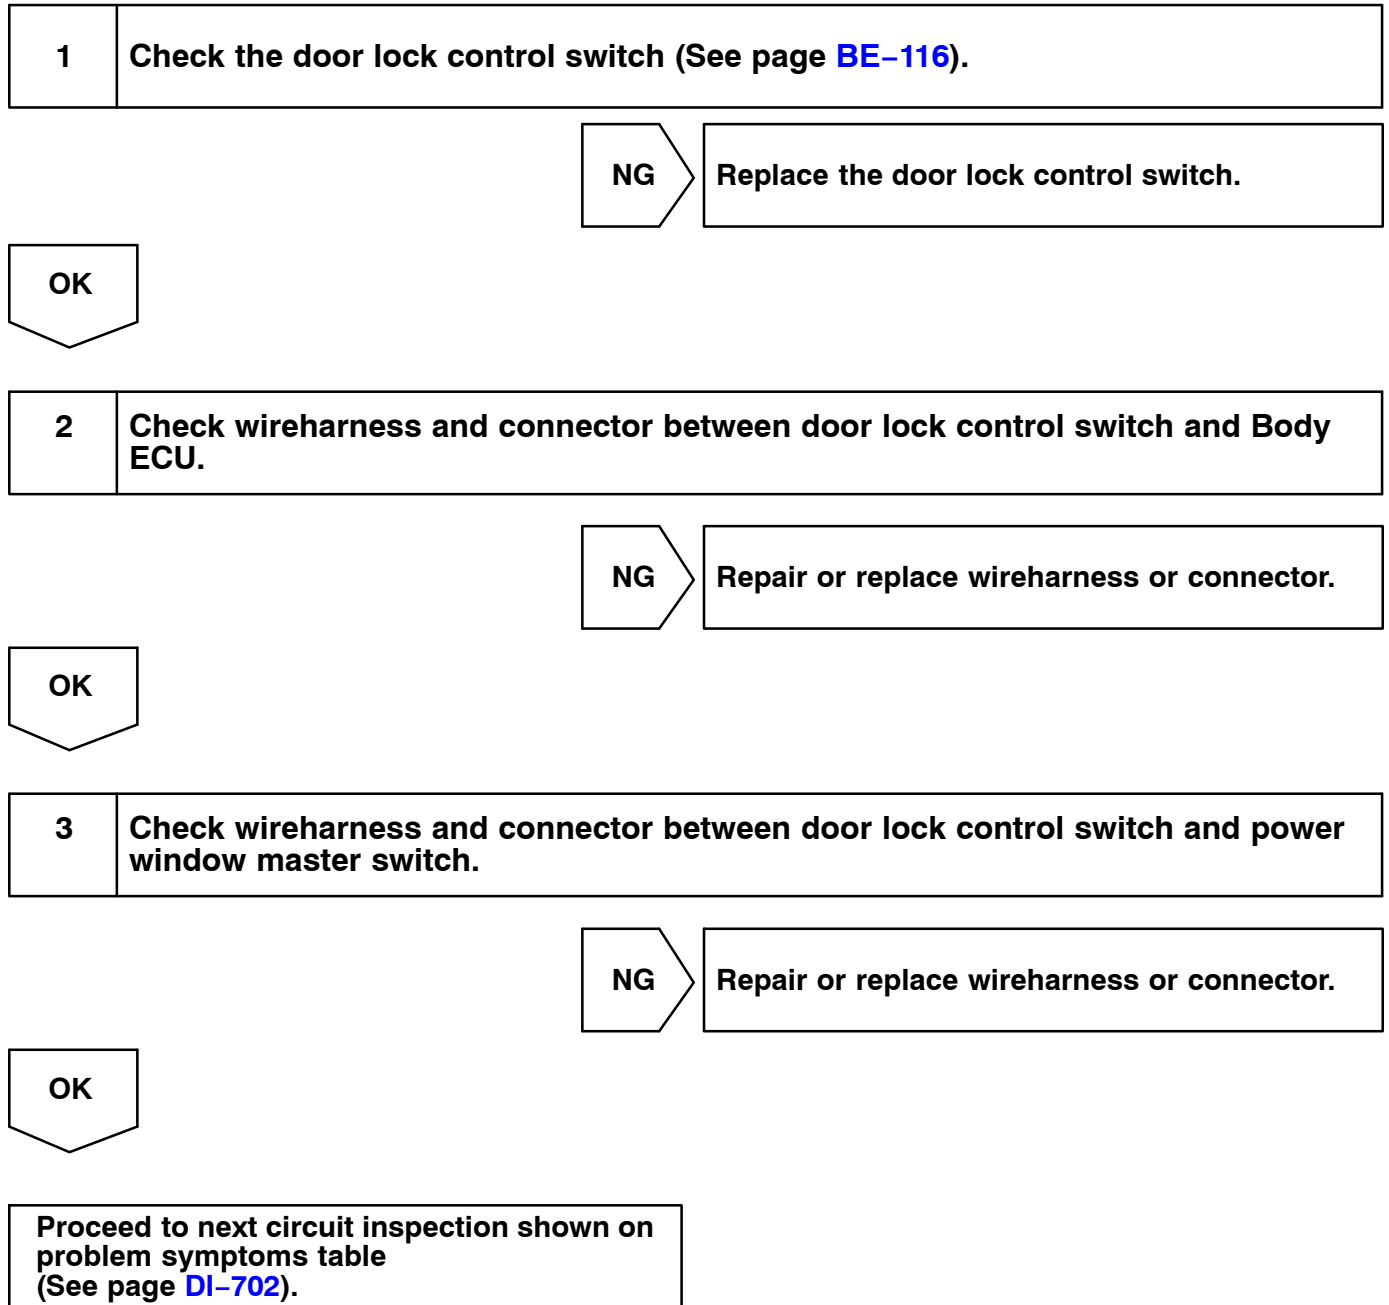 1 Check the door lock control switch (See page BE–116).
NG Replace the door lock control switch.
OK
2 Check wireharness and connector between door lock control switch and Body
ECU.
NG Repair or replace wireharness or connector.
OK
3 Check wireharness and connector between door lock control switch and power
window master switch.
NG Repair or replace wireharness or connector.
OK
Proceed to next circuit inspection shown on
problem symptoms table
(See page DI–702).